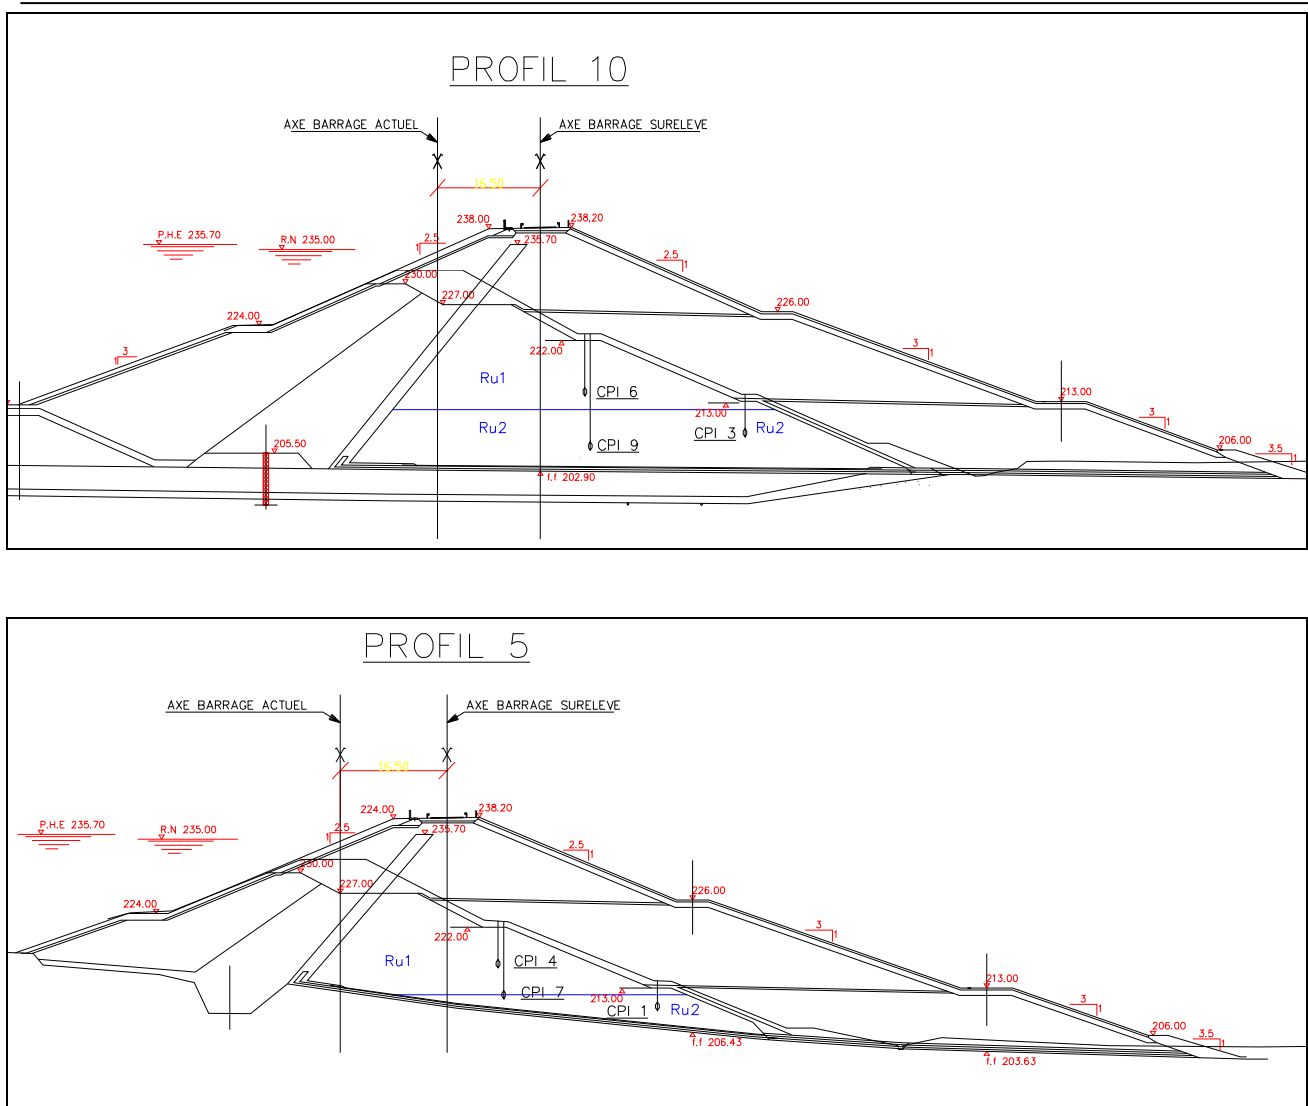 PROFIL 10
AXE BARRAGE ACTUEL
AXE BARRAGE SURELEVE
16.50
238.00
238,20
P.H.E 235.70
R.N 235.00
2.5
1
235.70
2.5
1
230.00
227.00
226.00
224.00
222.00
3
1
3
1
Ru1
CPI 6
213.00
213.00
3
1
Ru2
CPI 9
CPI 3
Ru2
205.50
206.00
3.5
1
f.f 202.90
PROFIL 5
AXE BARRAGE ACTUEL
AXE BARRAGE SURELEVE
16.50
224.00
238.20
P.H.E 235,70
R.N 235.00
2.5
1
235.70
2.5
1
230.00
227.00
226.00
224.00
222.00
3
1
Ru1
CPI 4
CPI 7
213.00
213.00
CPI 1
Ru2
3
1
206.00
3.5
1
f.f 206.43
f.f 203.63